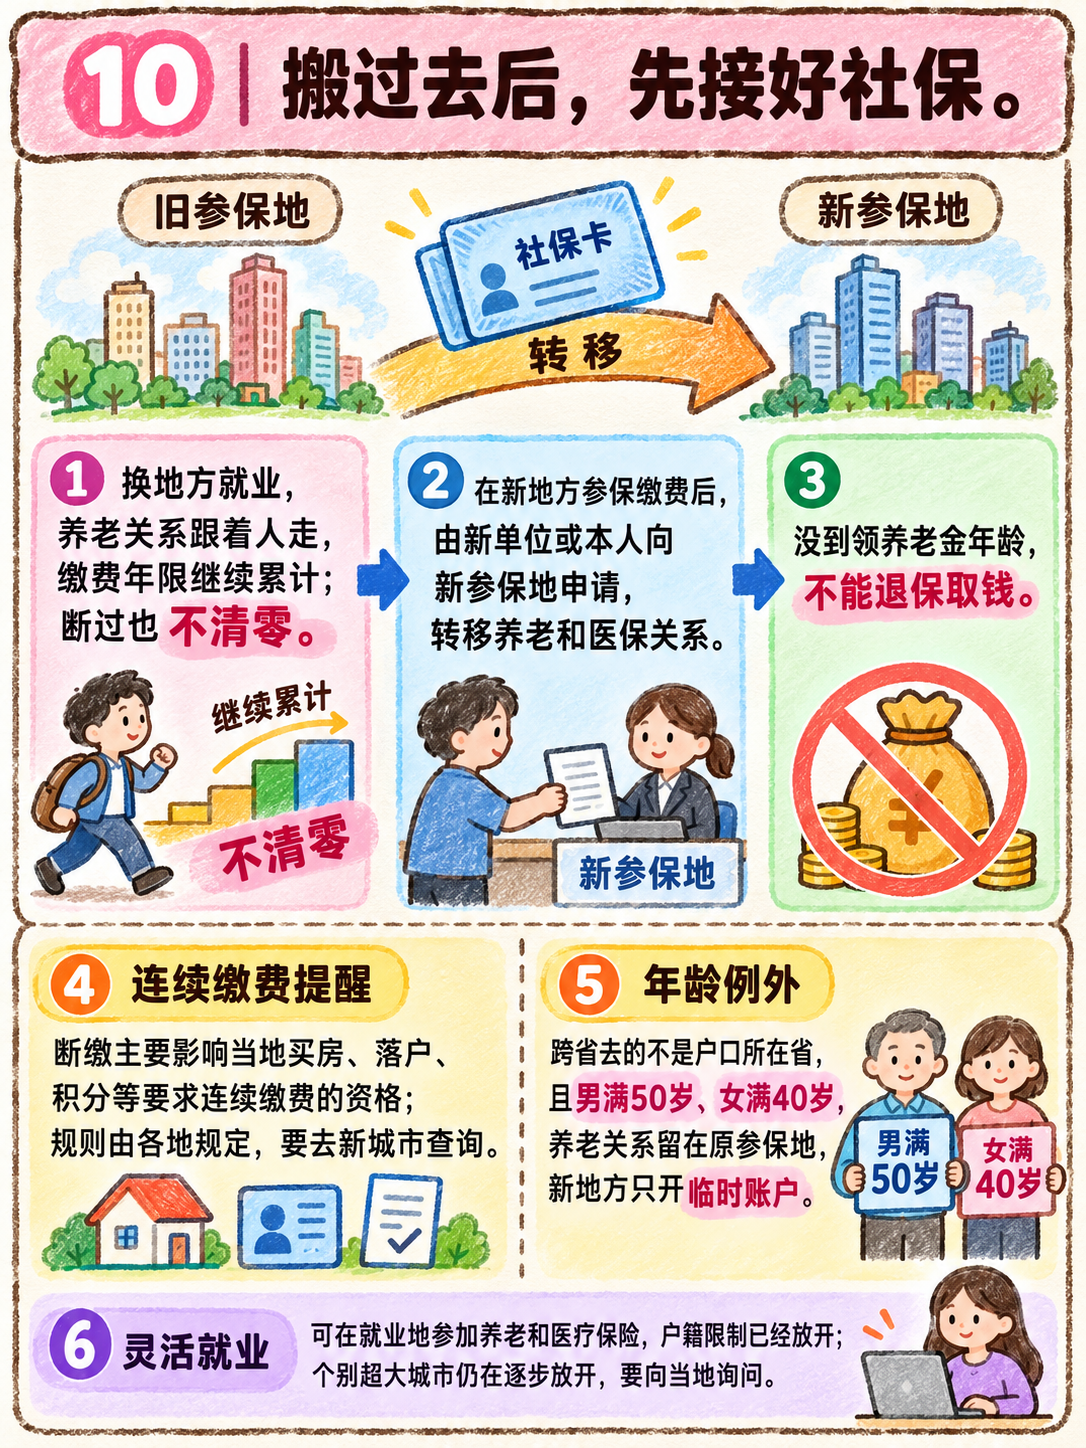 10 搬过去后，先接好社保。
旧参保地
社保卡
新参保地
转移
1 换地方就业，
养老关系跟着人走，
缴费年限继续累计；
断过也 不清零。
继续累计
不清零
2 在新地方参保缴费后，
由新单位或本人向
新参保地申请，
转移养老和医保关系。
新参保地
3
没到领养老金年龄，
不能退保取钱。
¥
4 连续缴费提醒
断缴主要影响当地买房、落户、
积分等要求连续缴费的资格；
规则由各地规定，要去新城市查询。
5 年龄例外
跨省去的不是户口所在省，
且男满50岁、女满40岁，
养老关系留在原参保地，
新地方只开临时账户。
男满
50岁
女满
40岁
6 灵活就业
可在就业地参加养老和医疗保险，户籍限制已经放开；
个别超大城市仍在逐步放开，要向当地询问。